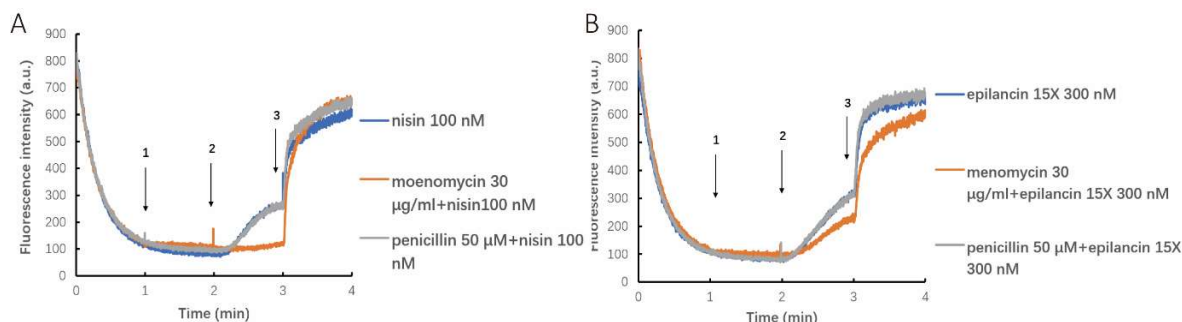 A
Fluorescence intensity (a.u.)
900
800
700
600
500
400
300
200
100
0
1
2
3
0
1
2
3
4
Time (min)
nisin 100 nM
moenomycin 30
μg/ml+nisin100 nM
penicillin 50 μM+nisin 100
nM
B
Fluorescence intensity (a.u.)
900
800
700
600
500
400
300
200
100
0
1
2
3
0
1
2
3
4
Time (min)
epilancin 15X 300 nM
menomycin 30
μg/ml+epilancin 15X 300 nM
penicillin 50 μM+epilancin 15X
300 nM